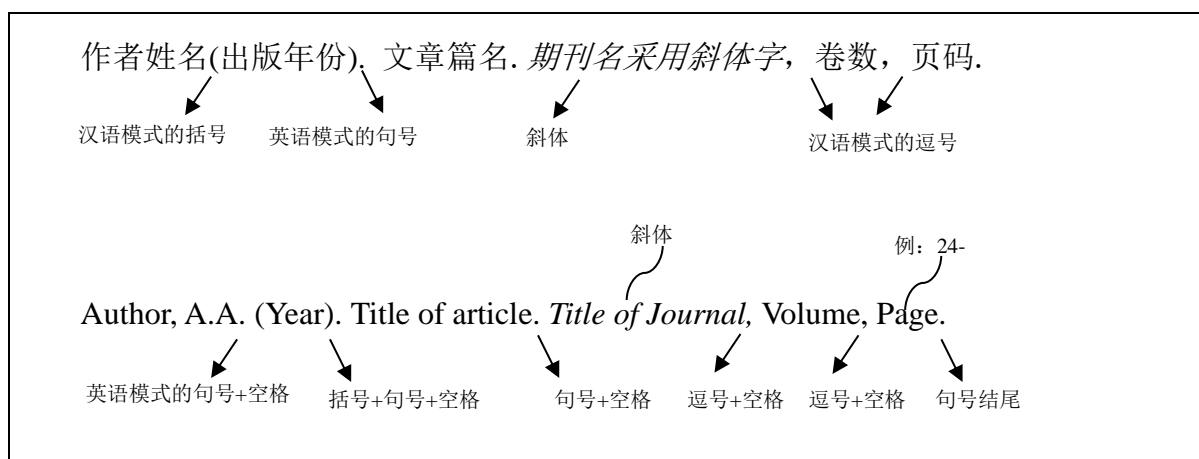 作者姓名(出版年份). 文章篇名. 期刊名采用斜体字，卷数，页码.
汉语模式的括号 英语模式的句号 斜体 汉语模式的逗号
斜体
例：24-
Author, A.A. (Year). Title of article. Title of Journal, Volume, Page.
英语模式的句号+空格 括号+句号+空格 句号+空格 逗号+空格 逗号+空格 句号结尾